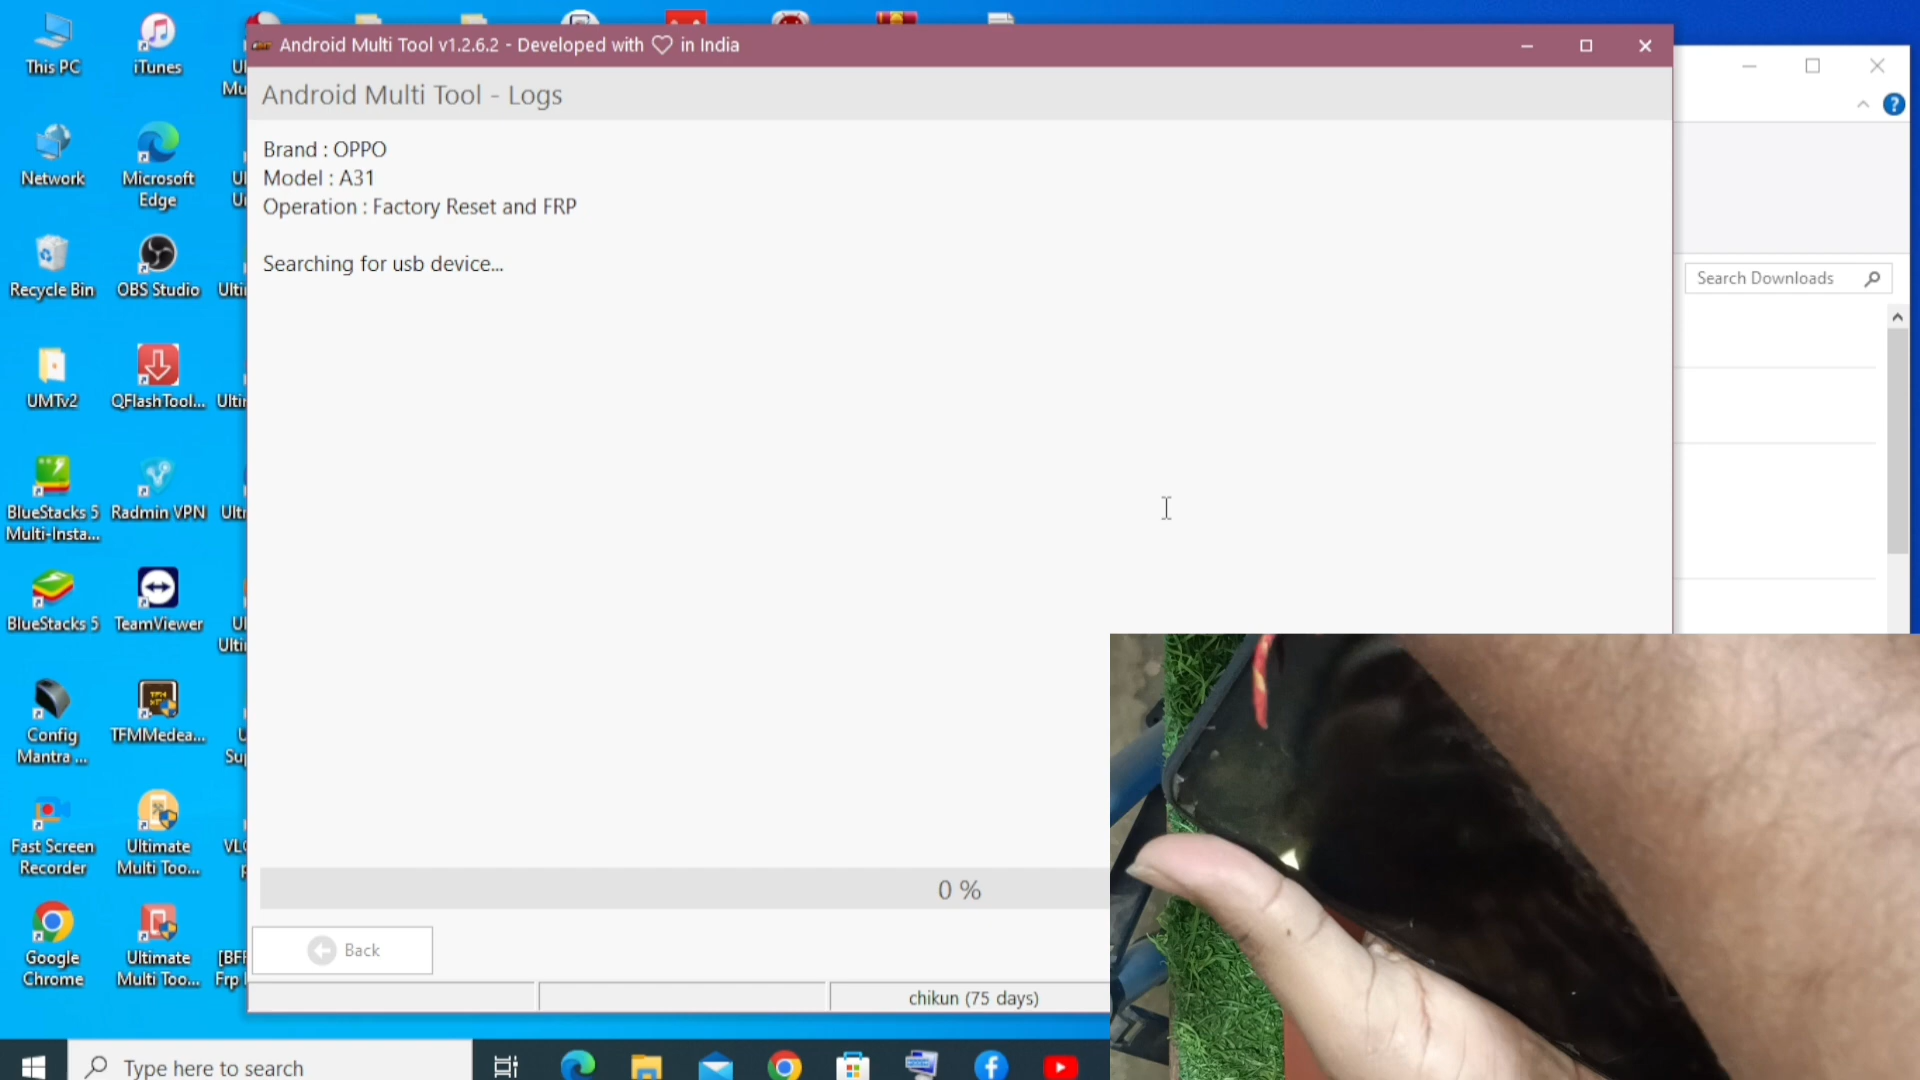 Android Multi Tool v1.2.6.2 - Developed with ♡ in India
Android Multi Tool - Logs
Brand : OPPO
Model : A31
Operation : Factory Reset and FRP
Searching for usb device...
0 %
Back
chikun (75 days)
Search Downloads
This PC
iTunes
Network
Microsoft
Edge
Recycle Bin
OBS Studio
UMTv2
QFlashTool...
BlueStacks 5
Multi-Insta...
Radmin VPN
BlueStacks 5
TeamViewer
Config
Mantra ...
TFMMedea...
Fast Screen
Recorder
Ultimate
Multi Too...
Google
Chrome
Ultimate
Multi Too...
Type here to search